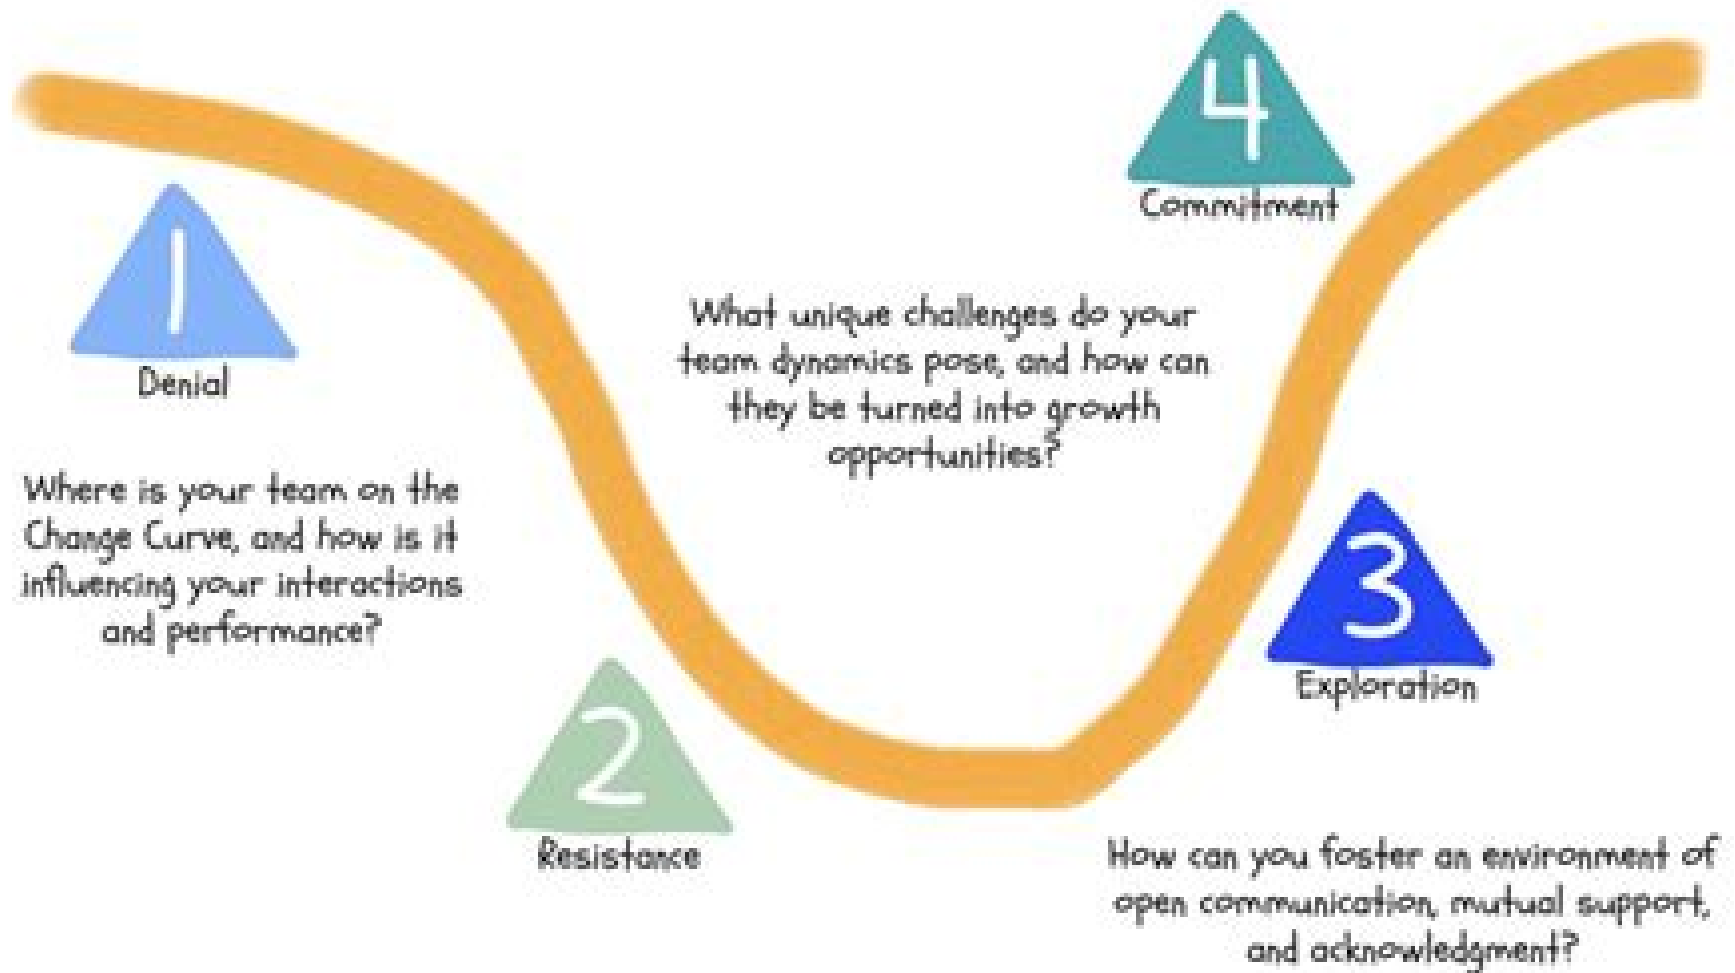 1
Denial
Where is your team on the
Change Curve, and how is it
influencing your interactions
and performance?
2
Resistance
What unique challenges do your
team dynamics pose, and how can
they be turned into growth
opportunities?
4
Commitment
3
Exploration
How can you foster an environment of
open communication, mutual support,
and acknowledgment?